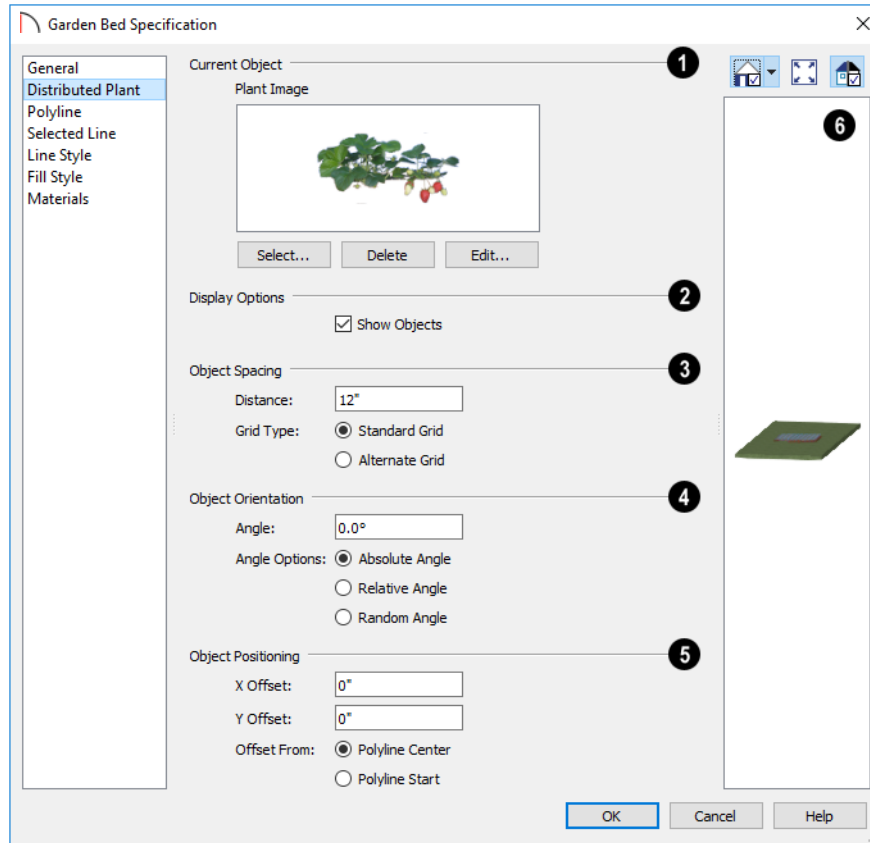 Garden Bed Specification
General
Distributed Plant
Polyline
Selected Line
Line Style
Fill Style
Materials
Current Object
1
Plant Image
Select...
Delete
Edit...
Display Options
2
Show Objects
Object Spacing
3
Distance:
12"
Grid Type:
Standard Grid
Alternate Grid
Object Orientation
4
Angle:
0.0°
Angle Options:
Absolute Angle
Relative Angle
Random Angle
Object Positioning
5
X Offset:
0"
Y Offset:
0"
Offset From:
Polyline Center
Polyline Start
6
OK
Cancel
Help